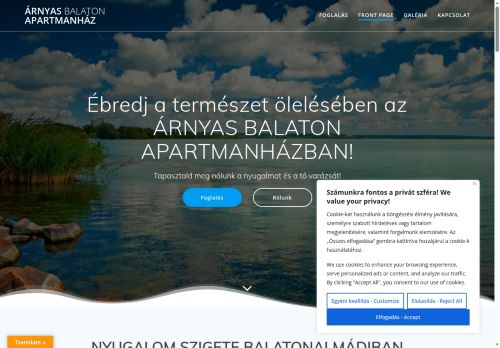 ÁRNYAS BALATON
APARTMANHÁZ
FOGLALÁS
FRONT PAGE
GALÉRIA
KAPCSOLAT
Ébredj a természet ölelésében az
ÁRNYAS BALATON
APARTMANHÁZBAN!
Tapasztald meg nálunk a nyugalmat és a tó varázsát!
Foglalás
Rólunk
Számunkra fontos a privát szféra! We
value your privacy!
Cookie-kat használunk a böngészési élmény javítására,
személyre szabott hirdetések vagy tartalom
megjelenítésére, valamint forgalmunk elemzésére. Az
„Összes elfogadása” gombra kattintva hozzájárul a cookie-k
használatához.
We use cookies to enhance your browsing experience,
serve personalized ads or content, and analyze our traffic.
By clicking "Accept All", you consent to our use of cookies.
Egyéni beállítás - Customize
Elutasítás - Reject All
Elfogadás - Accept
Translate »
NYUGALOM SZIGETE BALATONALMÁDIBAN